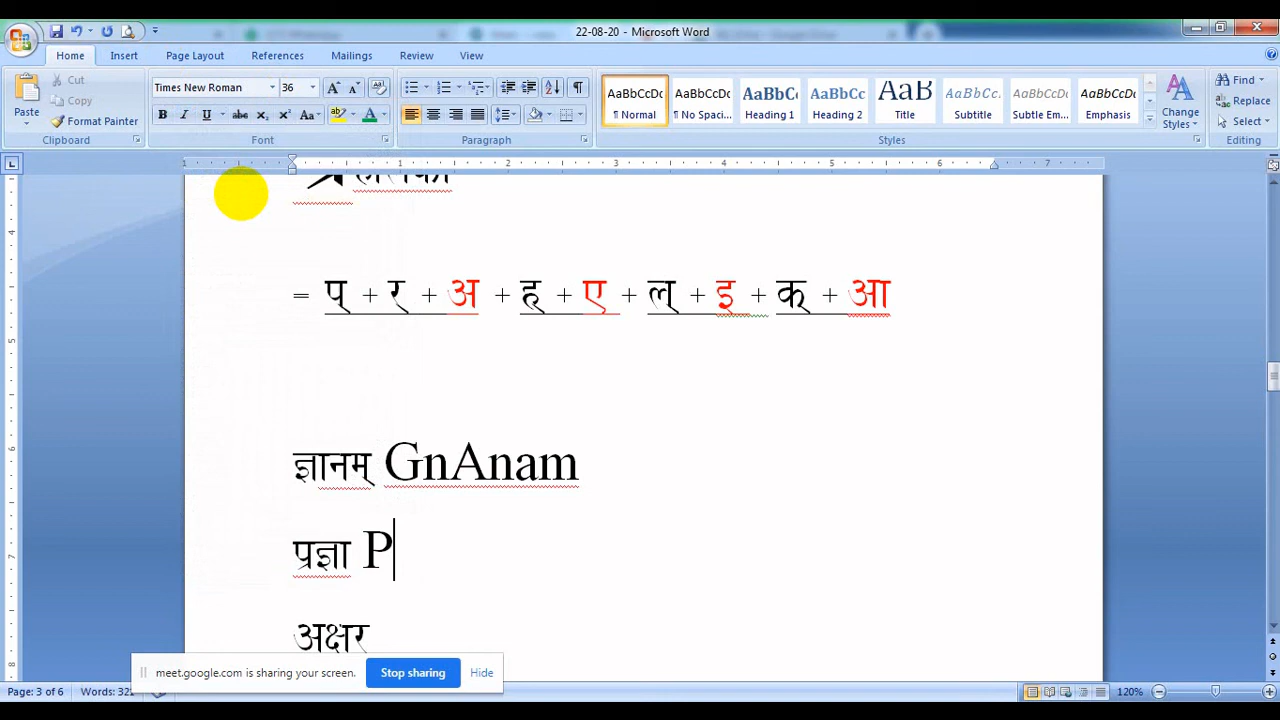 22-08-20 - Microsoft Word
Home Insert Page Layout References Mailings Review View
Cut
Copy
Paste
Format Painter
Times New Roman 36
AaBbCcDc AaBbCcDc AaBbC AaBbCc AaB AaBbCc. AaBbCcDc AaBbCcDc
¶ Normal ¶ No Spaci... Heading 1 Heading 2 Title Subtitle Subtle Em... Emphasis
Change Styles
Find
Replace
Select
Clipboard Font Paragraph Styles Editing
= प् + र् + अ + ह् + ए + ल् + इ + क् + आ
ज्ञानम् GnAnam
प्रज्ञा P
अक्षर
meet.google.com is sharing your screen. Stop sharing Hide
Page: 3 of 6 Words: 322 120%